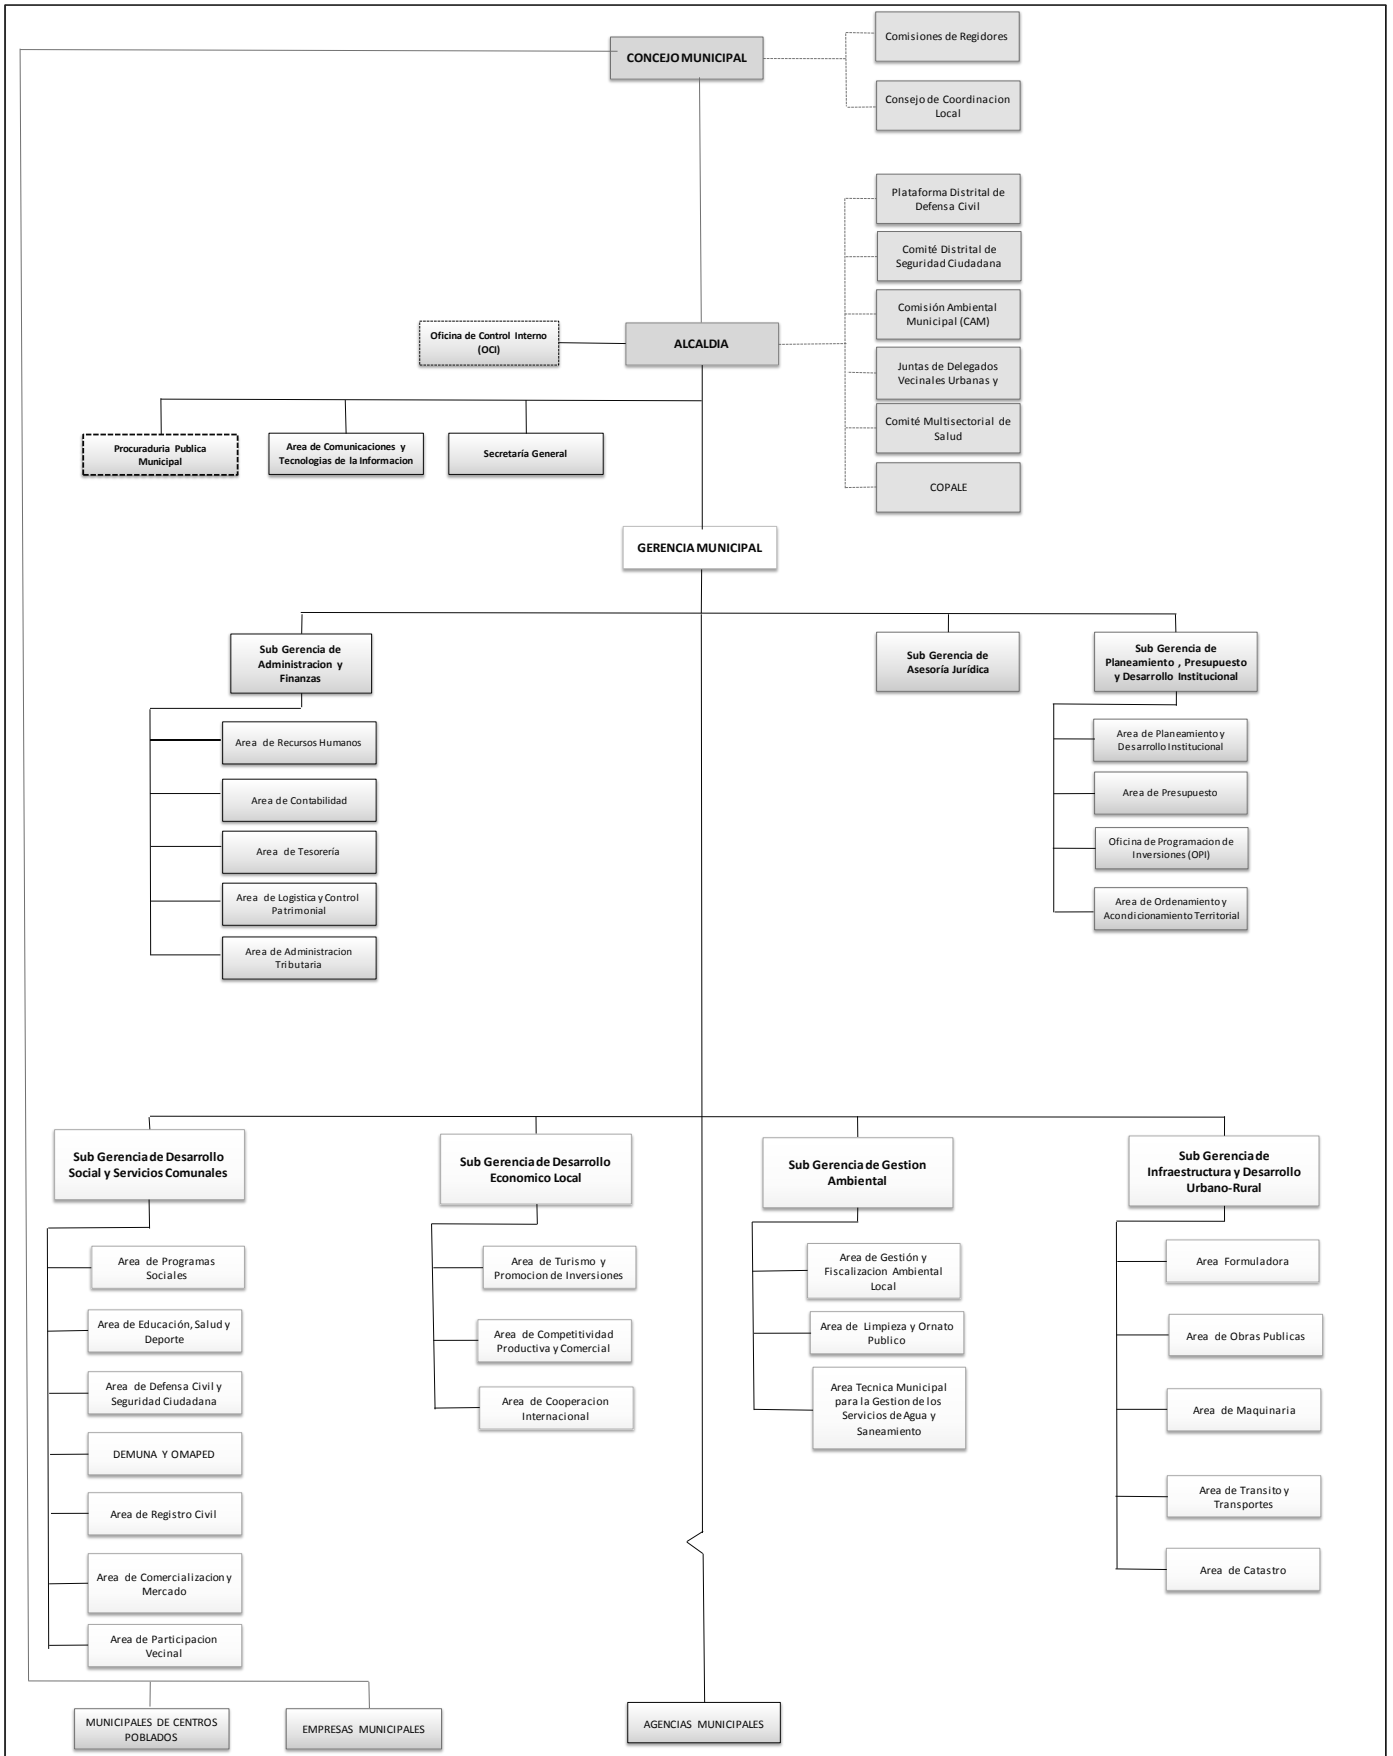 CONCEJO MUNICIPAL
Comisiones de Regidores
Consejo de Coordinacion
Local
Plataforma Distrital de
Defensa Civil
Comité Distrital de
Seguridad Ciudadana
Comisión Ambiental
Municipal (CAM)
Oficina de Control Interno
(OCI)
ALCALDIA
Juntas de Delegados
Vecinales Urbanas y
Comité Multisectorial de
Salud
COPALE
Procuraduria Publica
Municipal
Area de Comunicaciones y
Tecnologias de la Informacion
Secretaría General
GERENCIA MUNICIPAL
Sub Gerencia de
Administracion y
Finanzas
Sub Gerencia de
Asesoría Jurídica
Sub Gerencia de
Planeamiento , Presupuesto
y Desarrollo Institucional
Area de Recursos Humanos
Area de Contabilidad
Area de Tesorería
Area de Logistica y Control
Patrimonial
Area de Administracion
Tributaria
Area de Planeamiento y
Desarrollo Institucional
Area de Presupuesto
Oficina de Programacion de
Inversiones (OPI)
Area de Ordenamiento y
Acondicionamiento Territorial
Sub Gerencia de Desarrollo
Social y Servicios Comunales
Sub Gerencia de Desarrollo
Economico Local
Sub Gerencia de Gestion
Ambiental
Sub Gerencia de
Infraestructura y Desarrollo
Urbano-Rural
Area de Programas
Sociales
Area de Educación, Salud y
Deporte
Area de Defensa Civil y
Seguridad Ciudadana
DEMUNA Y OMAPED
Area de Registro Civil
Area de Comercializacion y
Mercado
Area de Participacion
Vecinal
Area de Turismo y
Promocion de Inversiones
Area de Competitividad
Productiva y Comercial
Area de Cooperacion
Internacional
Area de Gestión y
Fiscalizacion Ambiental
Local
Area de Limpieza y Ornato
Publico
Area Tecnica Municipal
para la Gestion de los
Servicios de Agua y
Saneamiento
Area Formuladora
Area de Obras Publicas
Area de Maquinaria
Area de Transito y
Transportes
Area de Catastro
MUNICIPALES DE CENTROS
POBLADOS
EMPRESAS MUNICIPALES
AGENCIAS MUNICIPALES